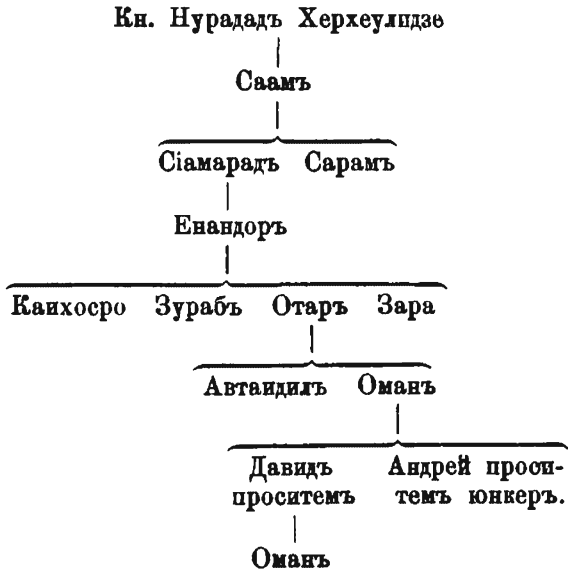 Кн. Нурададъ Херхеулидзе
Саамъ
Сіамарадъ Сарамъ
Енандоръ
Каихосро Зурабъ Отаръ Зара
Автаидилъ Оманъ
Давидъ Андрей проси-
проситемъ темъ юнкеръ.
Оманъ